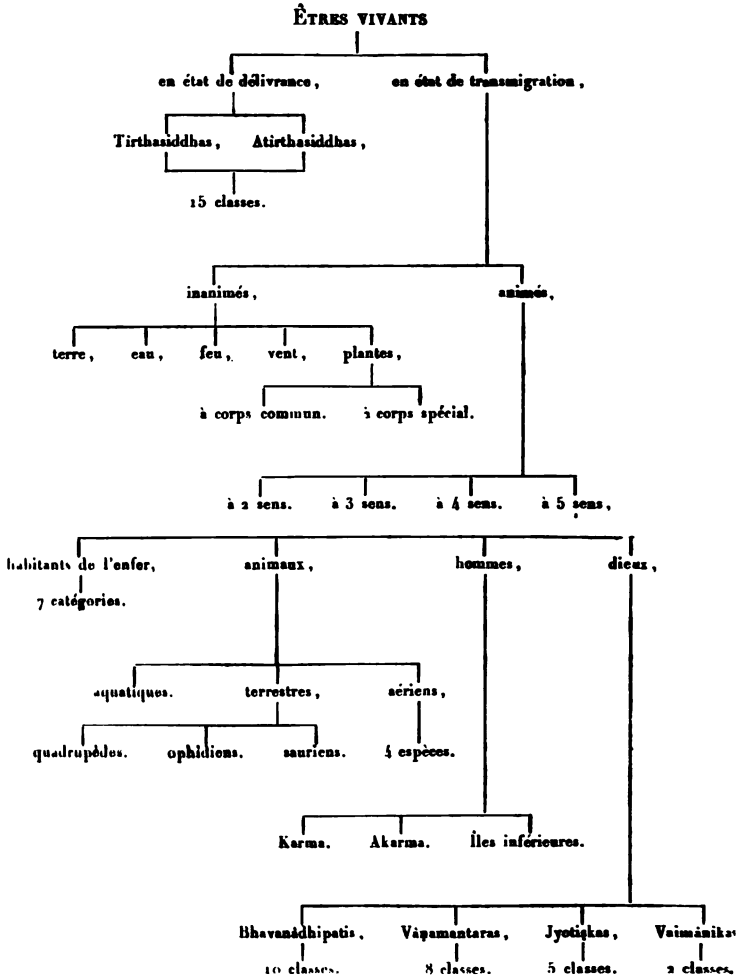 ÊTRES VIVANTS
en état de délivrance, en état de transmigration,
Tirthasiddhas, Atirthasiddhas,
15 classes.
inanimés, animés,
terre, eau, feu, vent, plantes,
à corps commun. à corps spécial.
à 2 sens. à 3 sens. à 4 sens. à 5 sens,
habitants de l'enfer, animaux, hommes, dieux,
7 catégories.
aquatiques. terrestres, aériens,
quadrupèdes. ophidiens. sauriens. 4 espèces.
Karma. Akarma. Îles inférieures.
Bhavanâdhipatis, Vâṇamantaras, Jyotiṣkas, Vaimânikas
10 classes. 8 classes. 5 classes. 2 classes.